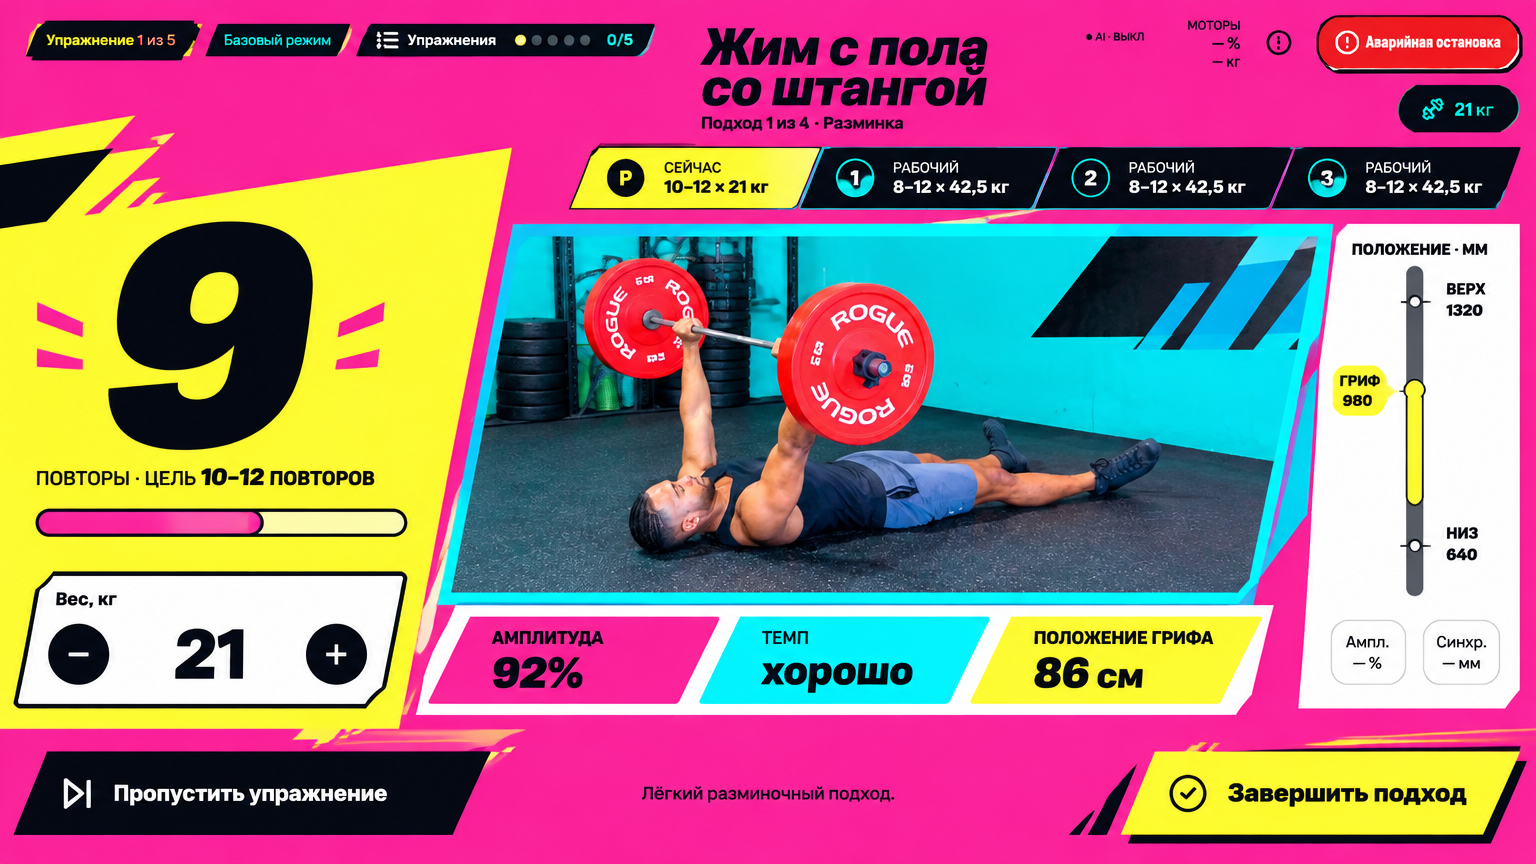 Упражнение 1 из 5
Базовый режим
Упражнения
0/5
Жим с пола
со штангой
Подход 1 из 4 · Разминка
AI · ВЫКЛ
МОТОРЫ
— %
— кг
Аварийная остановка
21 кг
Р
СЕЙЧАС
10–12 × 21 кг
1
РАБОЧИЙ
8–12 × 42,5 кг
2
РАБОЧИЙ
8–12 × 42,5 кг
3
РАБОЧИЙ
8–12 × 42,5 кг
9
ПОВТОРЫ · ЦЕЛЬ 10–12 ПОВТОРОВ
Вес, кг
− 21 +
ROGUE
ROGUE
ROGUE
ROGUE
ПОЛОЖЕНИЕ · ММ
ВЕРХ
1320
ГРИФ
980
НИЗ
640
Ампл.
— %
Синхр.
— мм
АМПЛИТУДА
92%
ТЕМП
хорошо
ПОЛОЖЕНИЕ ГРИФА
86 см
Пропустить упражнение
Лёгкий разминочный подход.
Завершить подход